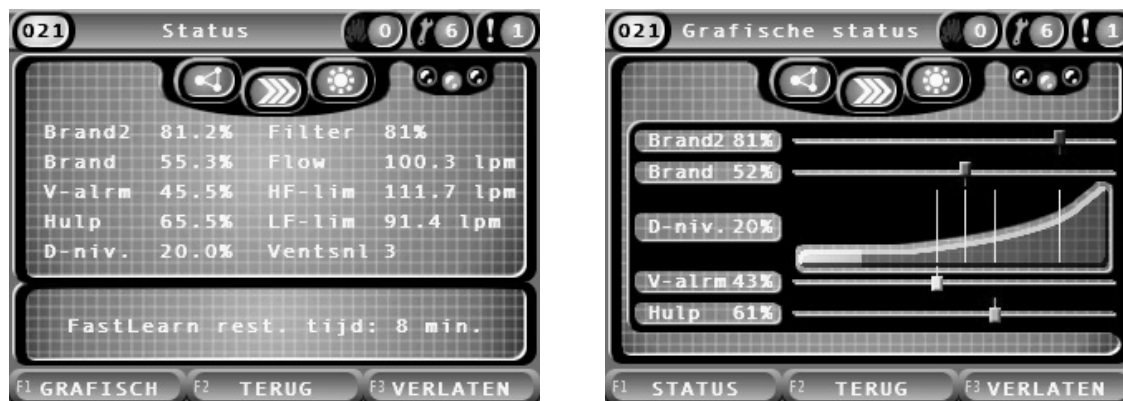 021 Status 0 6 ! 1
Brand2 81.2% Filter 81%
Brand 55.3% Flow 100.3 lpm
V-alrm 45.5% HF-lim 111.7 lpm
Hulp 65.5% LF-lim 91.4 lpm
D-niv. 20.0% Ventsnl 3
FastLearn rest. tijd: 8 min.
F1 GRAFISCH F2 TERUG F3 VERLATEN
021 Grafische status 0 6 ! 1
Brand2 81%
Brand 52%
D-niv. 20%
V-alrm 43%
Hulp 61%
F1 STATUS F2 TERUG F3 VERLATEN